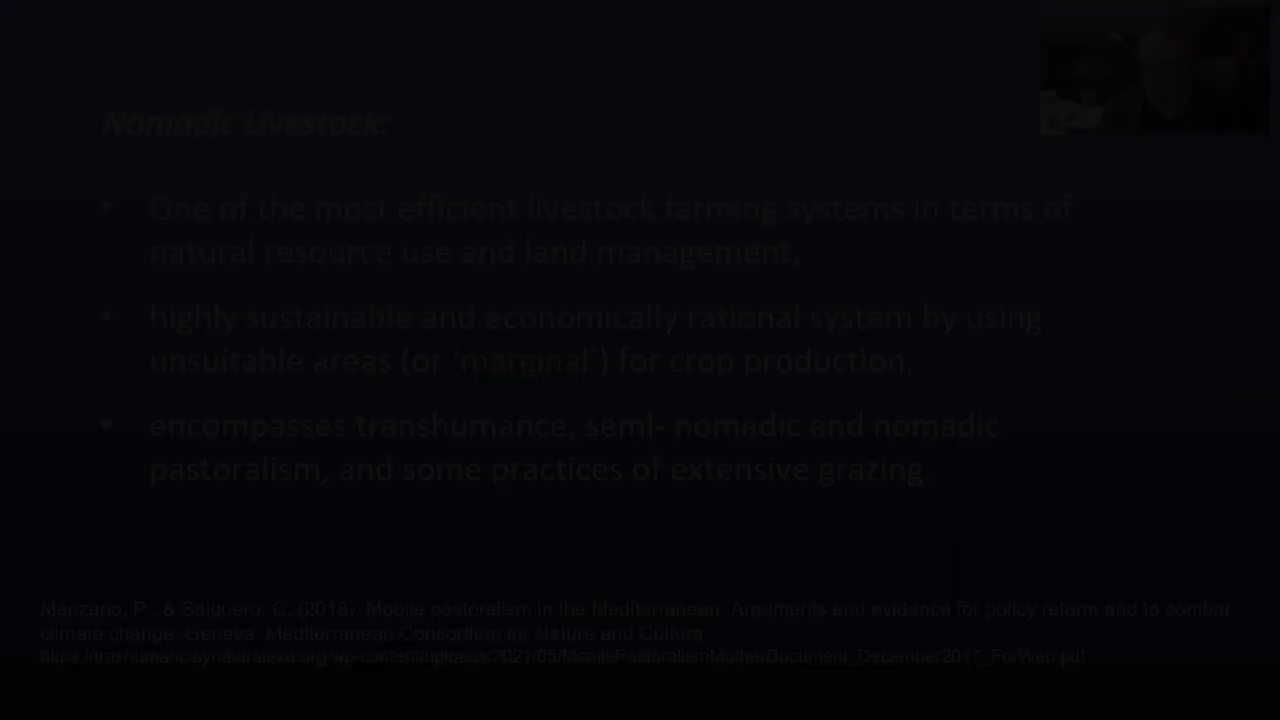 Nomadic Livestock:
• One of the most efficient livestock farming systems in terms of
natural resource use and land management,
• highly sustainable and economically rational system by using
unsuitable areas (or 'marginal') for crop production,
• encompasses transhumance, semi- nomadic and nomadic
pastoralism, and some practices of extensive grazing.
Manzano, P., & Salguero, C. (2018). Mobile pastoralism in the Mediterranean: Arguments and evidence for policy reform and to combat
climate change. Geneva: Mediterranean Consortium for Nature and Culture